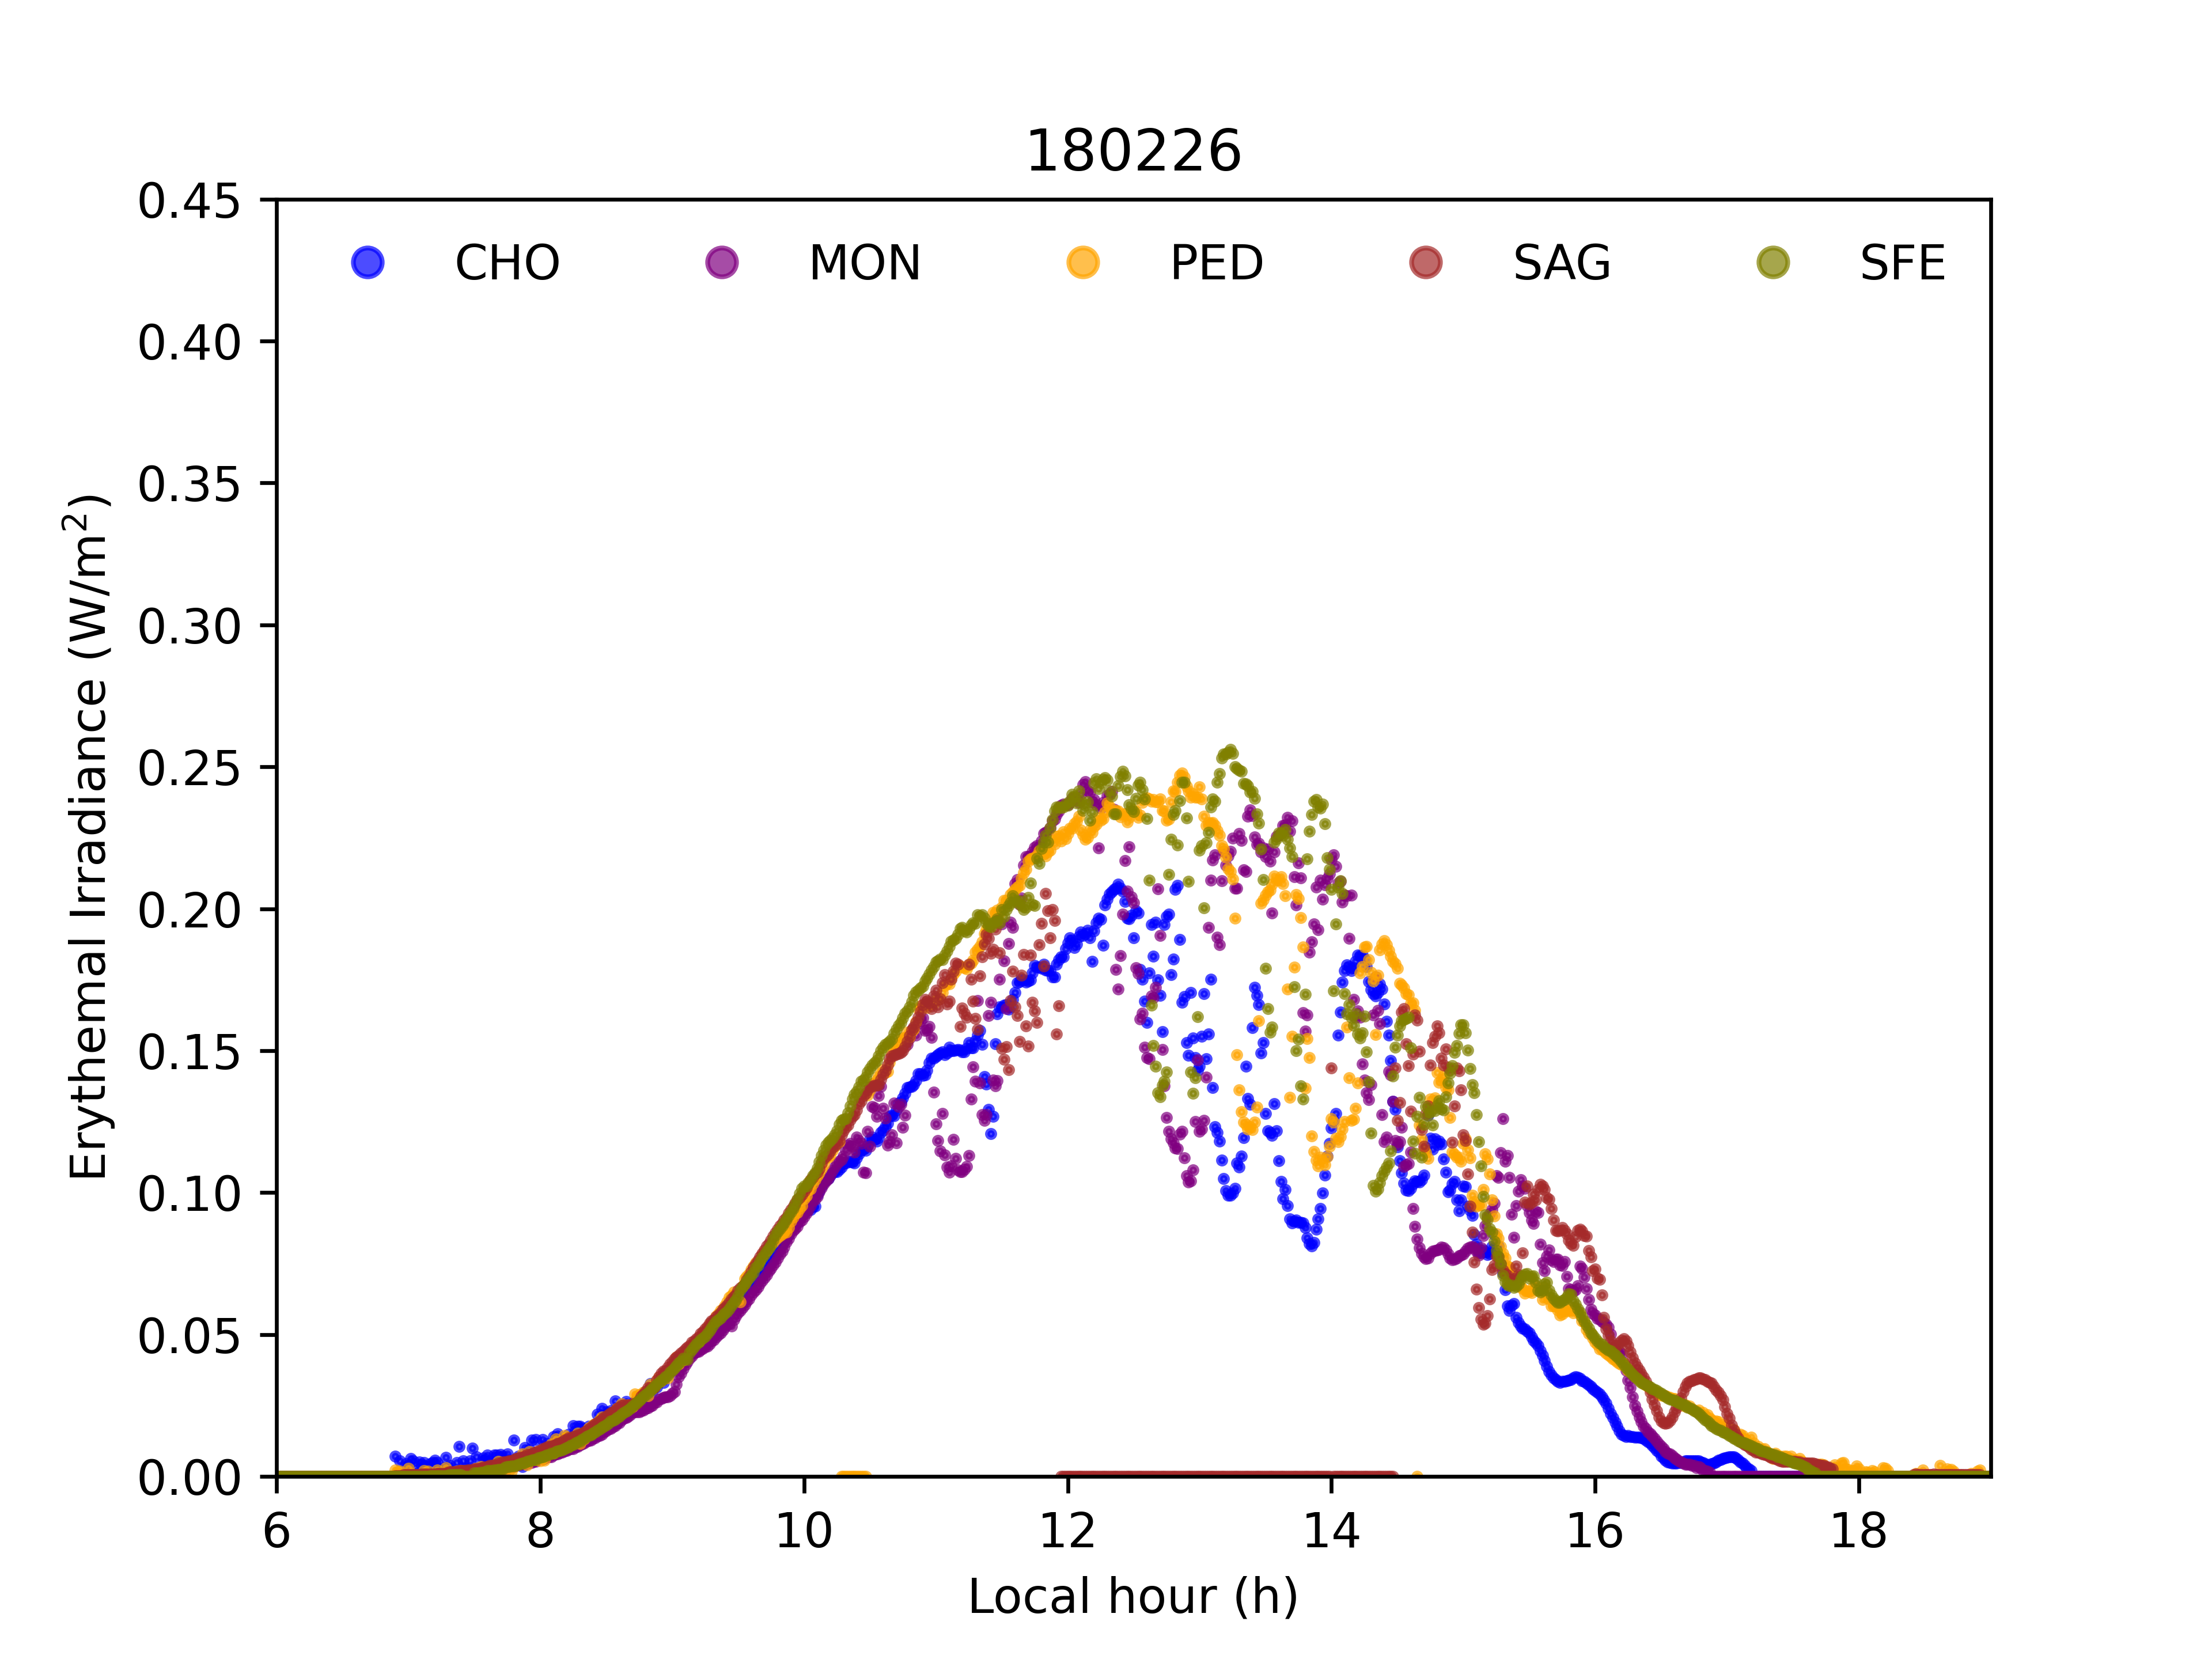 180226
CHO MON PED SAG SFE
0.45
0.40
0.35
0.30
0.25
0.20
0.15
0.10
0.05
0.00
Erythemal Irradiance (W/m²)
6 8 10 12 14 16 18
Local hour (h)